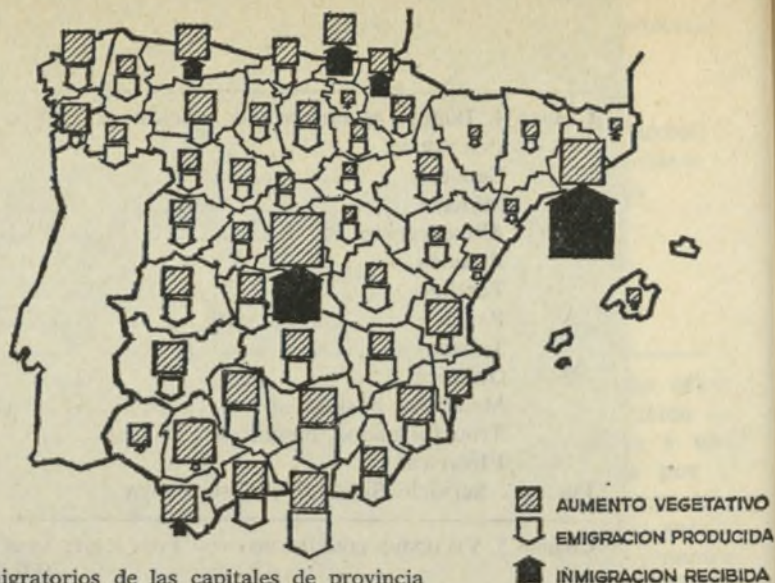 AUMENTO VEGETATIVO
EMIGRACION PRODUCIDA
INMIGRACION RECIBIDA
igratorios de las capitales de provincia